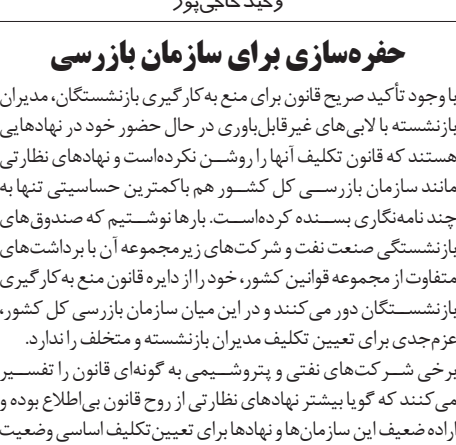 وحید حاجی‌پور
حفره‌سازی برای سازمان بازرسی
با وجود تأکید صریح قانون برای منع به‌کارگیری بازنشستگان، مدیران
بازنشسته با لابی‌های غیرقابل‌باوری در حال حضور خود در نهادهایی
هستند که قانون تکلیف آنها را روشن نکرده‌است و نهادهای نظارتی
مانند سازمان بازرسی کل کشور هم باکمترین حساسیتی تنها به
چند نامه‌نگاری بسنده کرده‌است. بارها نوشتیم که صندوق‌های
بازنشستگی صنعت نفت و شرکت‌های زیرمجموعه آن با برداشت‌های
متفاوت از مجموعه قوانین کشور، خود را از دایره قانون منع به‌کارگیری
بازنشستگان دور می‌کنند و در این میان سازمان بازرسی کل کشور،
عزم‌جدی برای تعیین تکلیف مدیران بازنشسته و متخلف را ندارد.
برخی شرکت‌های نفتی و پتروشیمی به گونه‌ای قانون را تفسیر
می‌کنند که گویا بیشتر نهادهای نظارتی از روح قانون بی‌اطلاع بوده و
اراده ضعیف این سازمان‌ها و نهادها برای تعیین‌تکلیف اساسی وضعیت